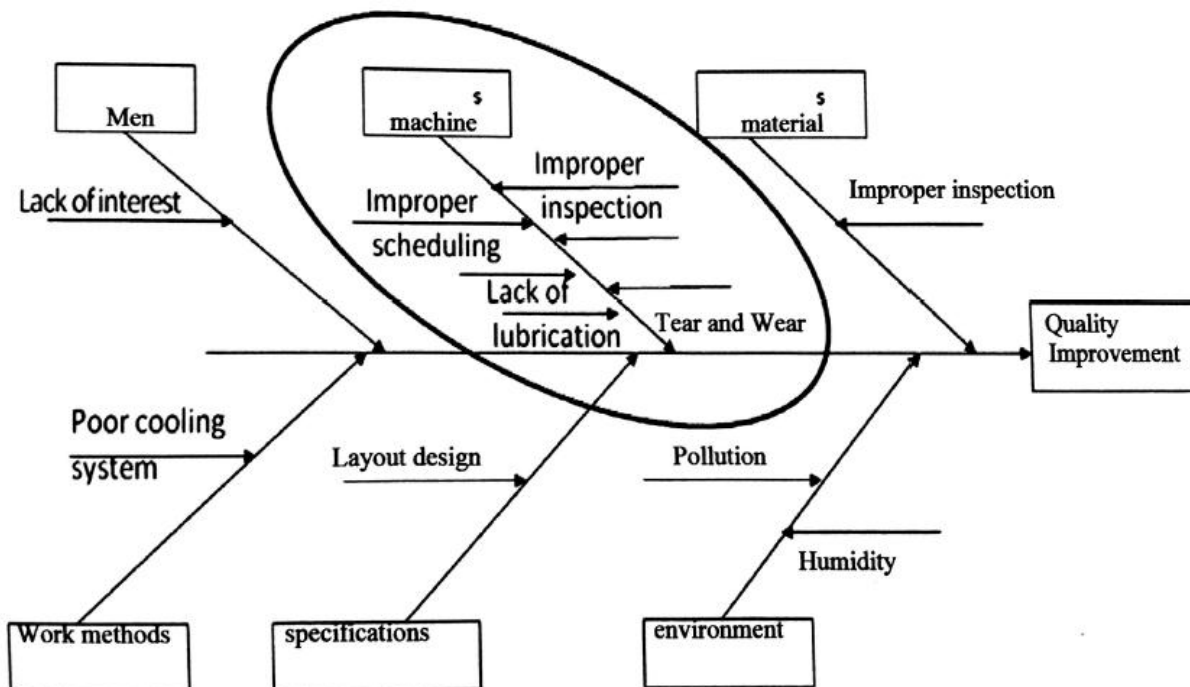 s
s
Men
machine
material
Improper
inspection
Improper inspection
Lack of interest
Improper
scheduling
Lack of
lubrication
Tear and Wear
Quality
Improvement
Poor cooling
system
Layout design
Pollution
Humidity
Work methods
specifications
environment